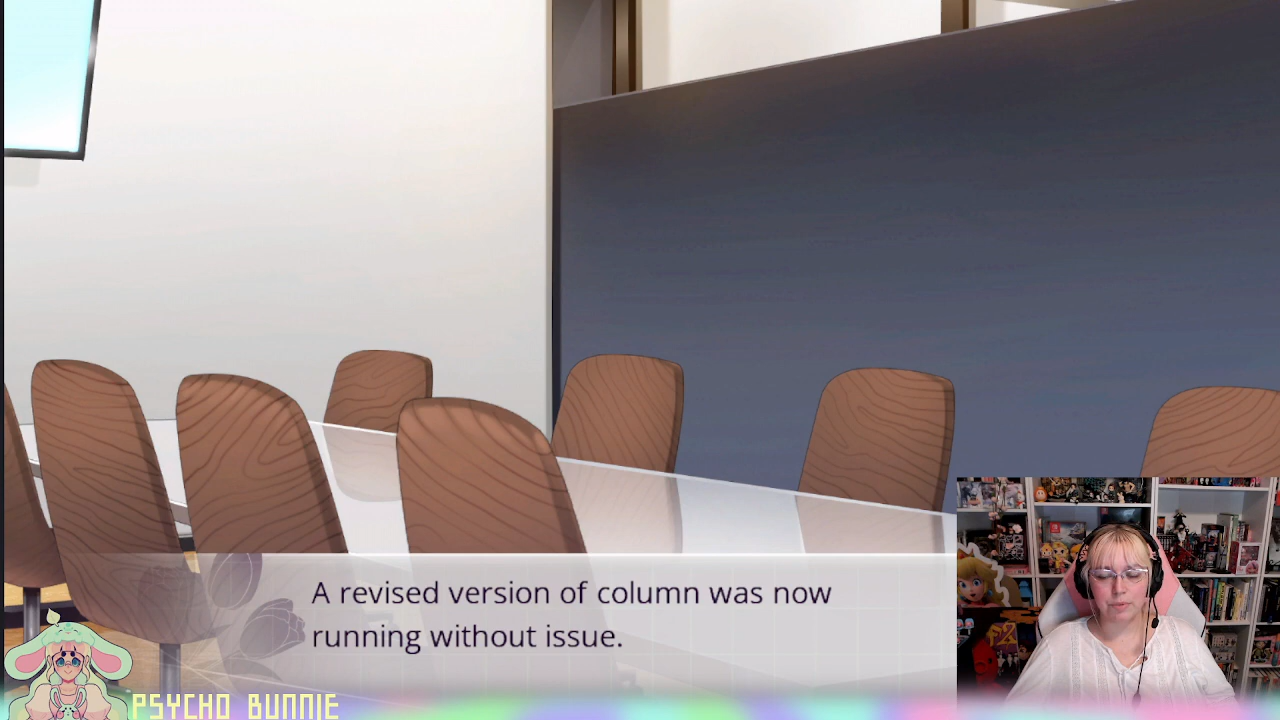 A revised version of column was now
running without issue.
PSYCHO BUNNIE